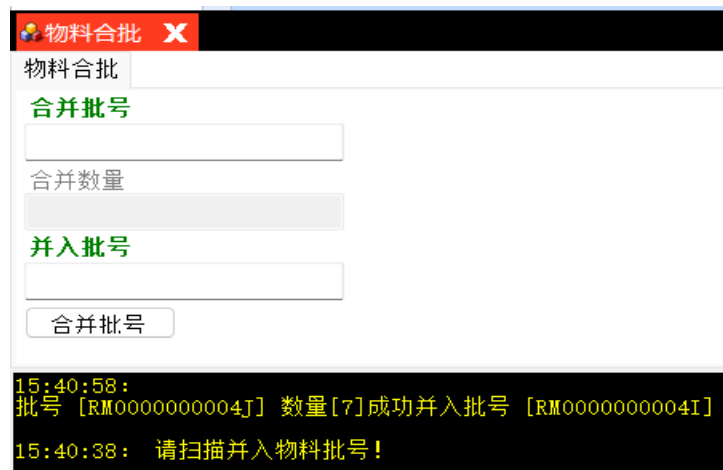 物料合批 X
物料合批
合并批号
合并数量
并入批号
合并批号
15:40:58:
批号 [RM0000000004J] 数量[7]成功并入批号 [RM0000000004I]
15:40:38: 请扫描并入物料批号!